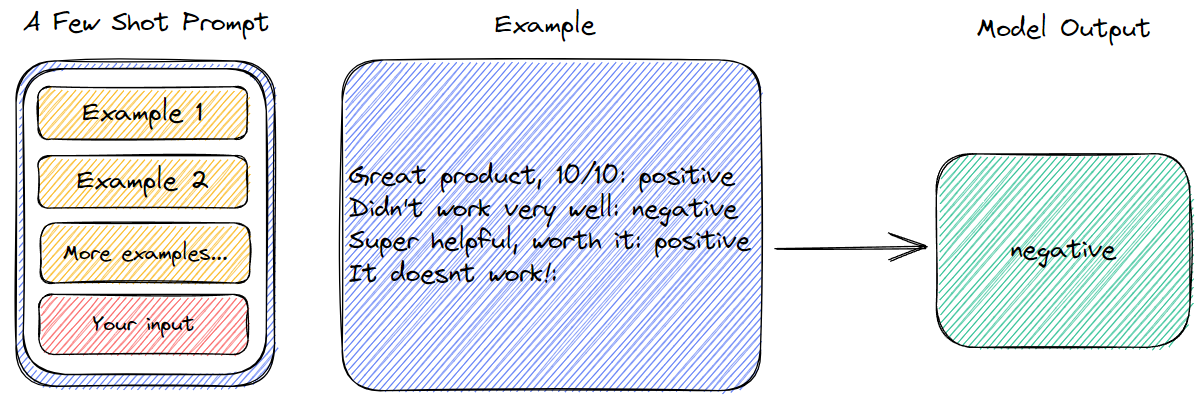 A Few Shot Prompt
Example 1
Example 2
More examples...
Your input
Example
Great product, 10/10: positive
Didn't work very well: negative
Super helpful, worth it: positive
It doesnt work!:
Model Output
negative